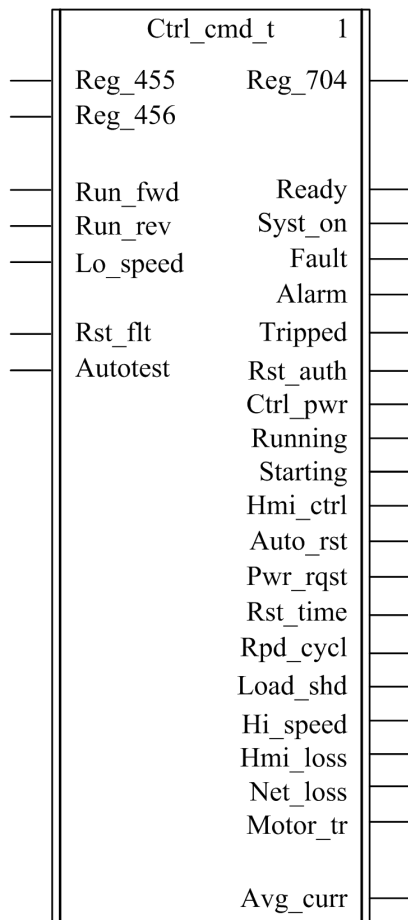 Ctrl_cmd_t 1
Reg_455 Reg_704
Reg_456
Run_fwd Ready
Run_rev Syst_on
Lo_speed Fault
Alarm
Rst_flt Tripped
Autotest Rst_auth
Ctrl_pwr
Running
Starting
Hmi_ctrl
Auto_rst
Pwr_rqst
Rst_time
Rpd_cycl
Load_shd
Hi_speed
Hmi_loss
Net_loss
Motor_tr
Avg_curr